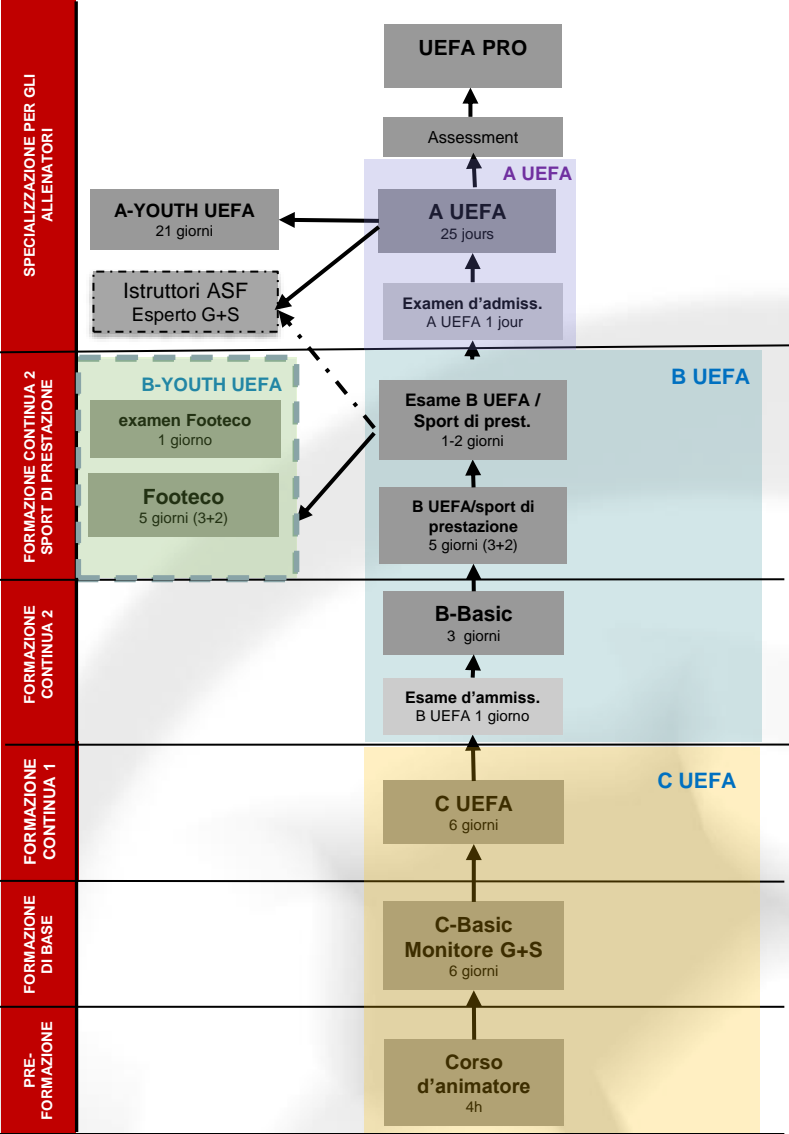 SPECIALIZZAZIONE PER GLI
ALLENATORI
UEFA PRO
Assessment
A UEFA
A-YOUTH UEFA
21 giorni
A UEFA
25 jours
Istruttori ASF
Esperto G+S
Examen d'admiss.
A UEFA 1 jour
FORMAZIONE CONTINUA 2
SPORT DI PRESTAZIONE
B-YOUTH UEFA
examen Footeco
1 giorno
Footeco
5 giorni (3+2)
B UEFA
Esame B UEFA /
Sport di prest.
1-2 giorni
B UEFA/sport di
prestazione
5 giorni (3+2)
FORMAZIONE
CONTINUA 2
B-Basic
3 giorni
Esame d'ammiss.
B UEFA 1 giorno
FORMAZIONE
CONTINUA 1
C UEFA
C UEFA
6 giorni
FORMAZIONE
DI BASE
C-Basic
Monitore G+S
6 giorni
PRE-
FORMAZIONE
Corso
d'animatore
4h